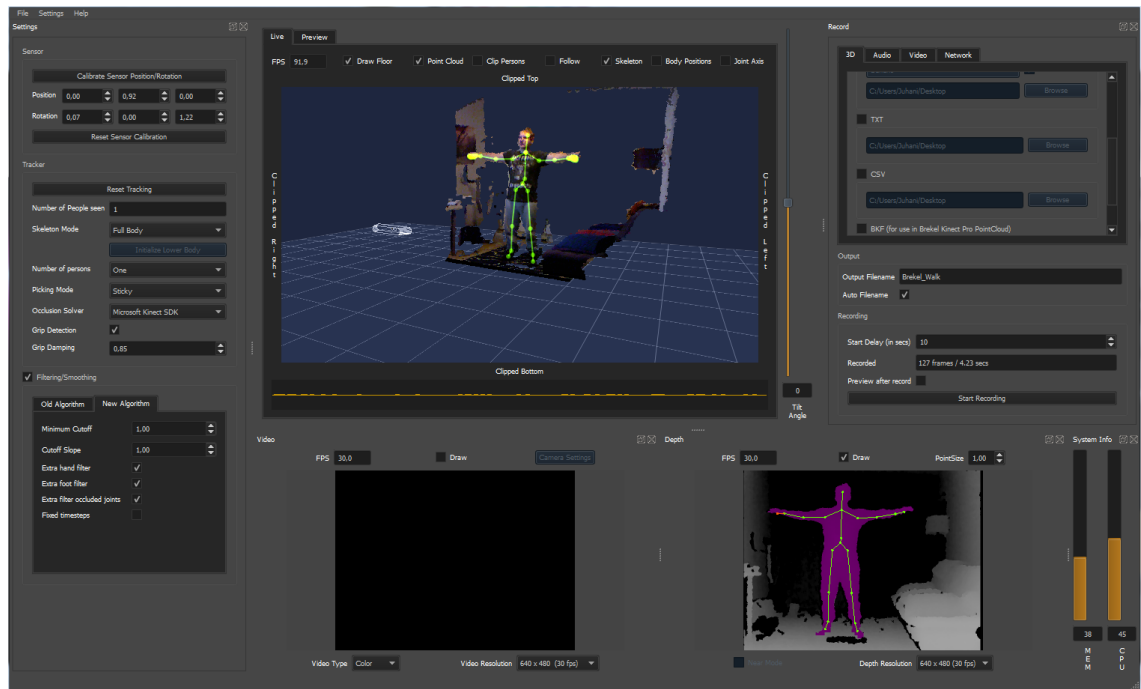 File Settings Help
Settings
Sensor
Calibrate Sensor Position/Rotation
Position 0,00 0,92 0,00
Rotation 0,07 0,00 1,22
Reset Sensor Calibration
Tracker
Reset Tracking
Number of People seen 1
Skeleton Mode Full Body
Initialize Lower Body
Number of persons One
Picking Mode Sticky
Occlusion Solver Microsoft Kinect SDK
Grip Detection
Grip Damping 0.85
Filtering/Smoothing
Old Algorithm New Algorithm
Minimum Cutoff 1.00
Cutoff Slope 1.00
Extra hand filter
Extra foot filter
Extra filter occluded joints
Fixed timesteps
Live Preview
FPS 91,9 Draw Floor Point Cloud Clip Persons Follow Skeleton Body Positions Joint Axis
Clipped Top
Clipped Right
Clipped Left
Clipped Bottom
0
Tilt
Angle
Record
3D Audio Video Network
C:/Users/Juhani/Desktop Browse
TXT
C:/Users/Juhani/Desktop Browse
CSV
C:/Users/Juhani/Desktop Browse
BKF (for use in Brekel Kinect Pro PointCloud)
Output
Output Filename Brekel_Walk
Auto Filename
Recording
Start Delay (in secs) 10
Recorded 127 frames / 4.23 secs
Preview after record
Start Recording
Video
FPS 30,0 Draw Camera Settings
Video Type Color Video Resolution 640 x 480 (30 fps)
Depth
FPS 30,0 Draw PointSize 1,00
Depth Resolution 640 x 480 (30 fps)
System Info
38 45
MEM CPU